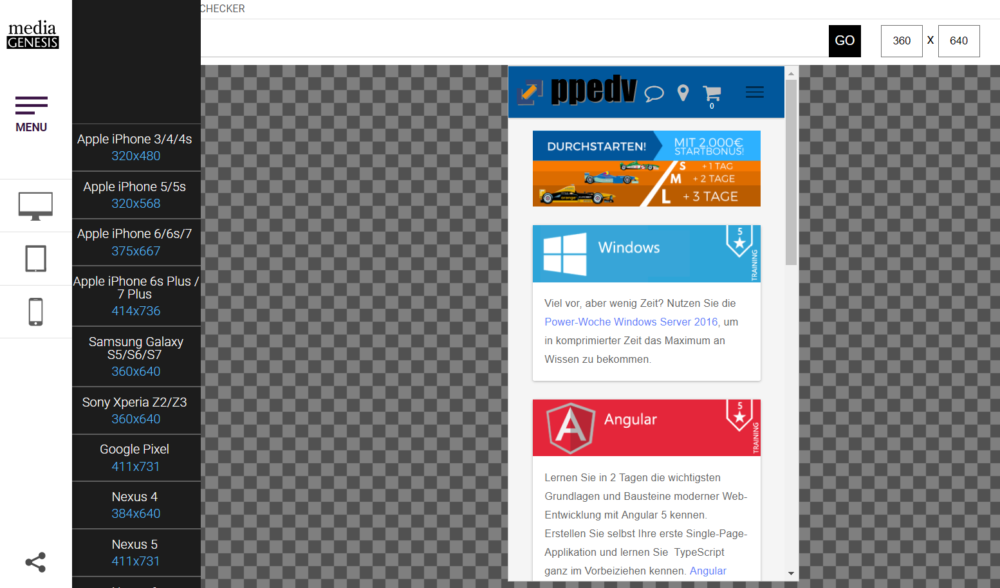 CHECKER
media
GENESIS
MENU
GO
360
X
640
Apple iPhone 3/4/4s
320x480
Apple iPhone 5/5s
320x568
Apple iPhone 6/6s/7
375x667
Apple iPhone 6s Plus /
7 Plus
414x736
Samsung Galaxy
S5/S6/S7
360x640
Sony Xperia Z2/Z3
360x640
Google Pixel
411x731
Nexus 4
384x640
Nexus 5
411x731
ppedv
0
DURCHSTARTEN!
MIT 2.000€
STARTBONUS!
S + 1 TAG
M + 2 TAGE
L + 3 TAGE
orange
Windows
5
TRAINING
Viel vor, aber wenig Zeit? Nutzen Sie die
Power-Woche Windows Server 2016, um
in komprimierter Zeit das Maximum an
Wissen zu bekommen.
Angular
5
TRAINING
Lernen Sie in 2 Tagen die wichtigsten
Grundlagen und Bausteine moderner Web-
Entwicklung mit Angular 5 kennen.
Erstellen Sie selbst Ihre erste Single-Page-
Applikation und lernen Sie TypeScript
ganz im Vorbeiziehen kennen. Angular